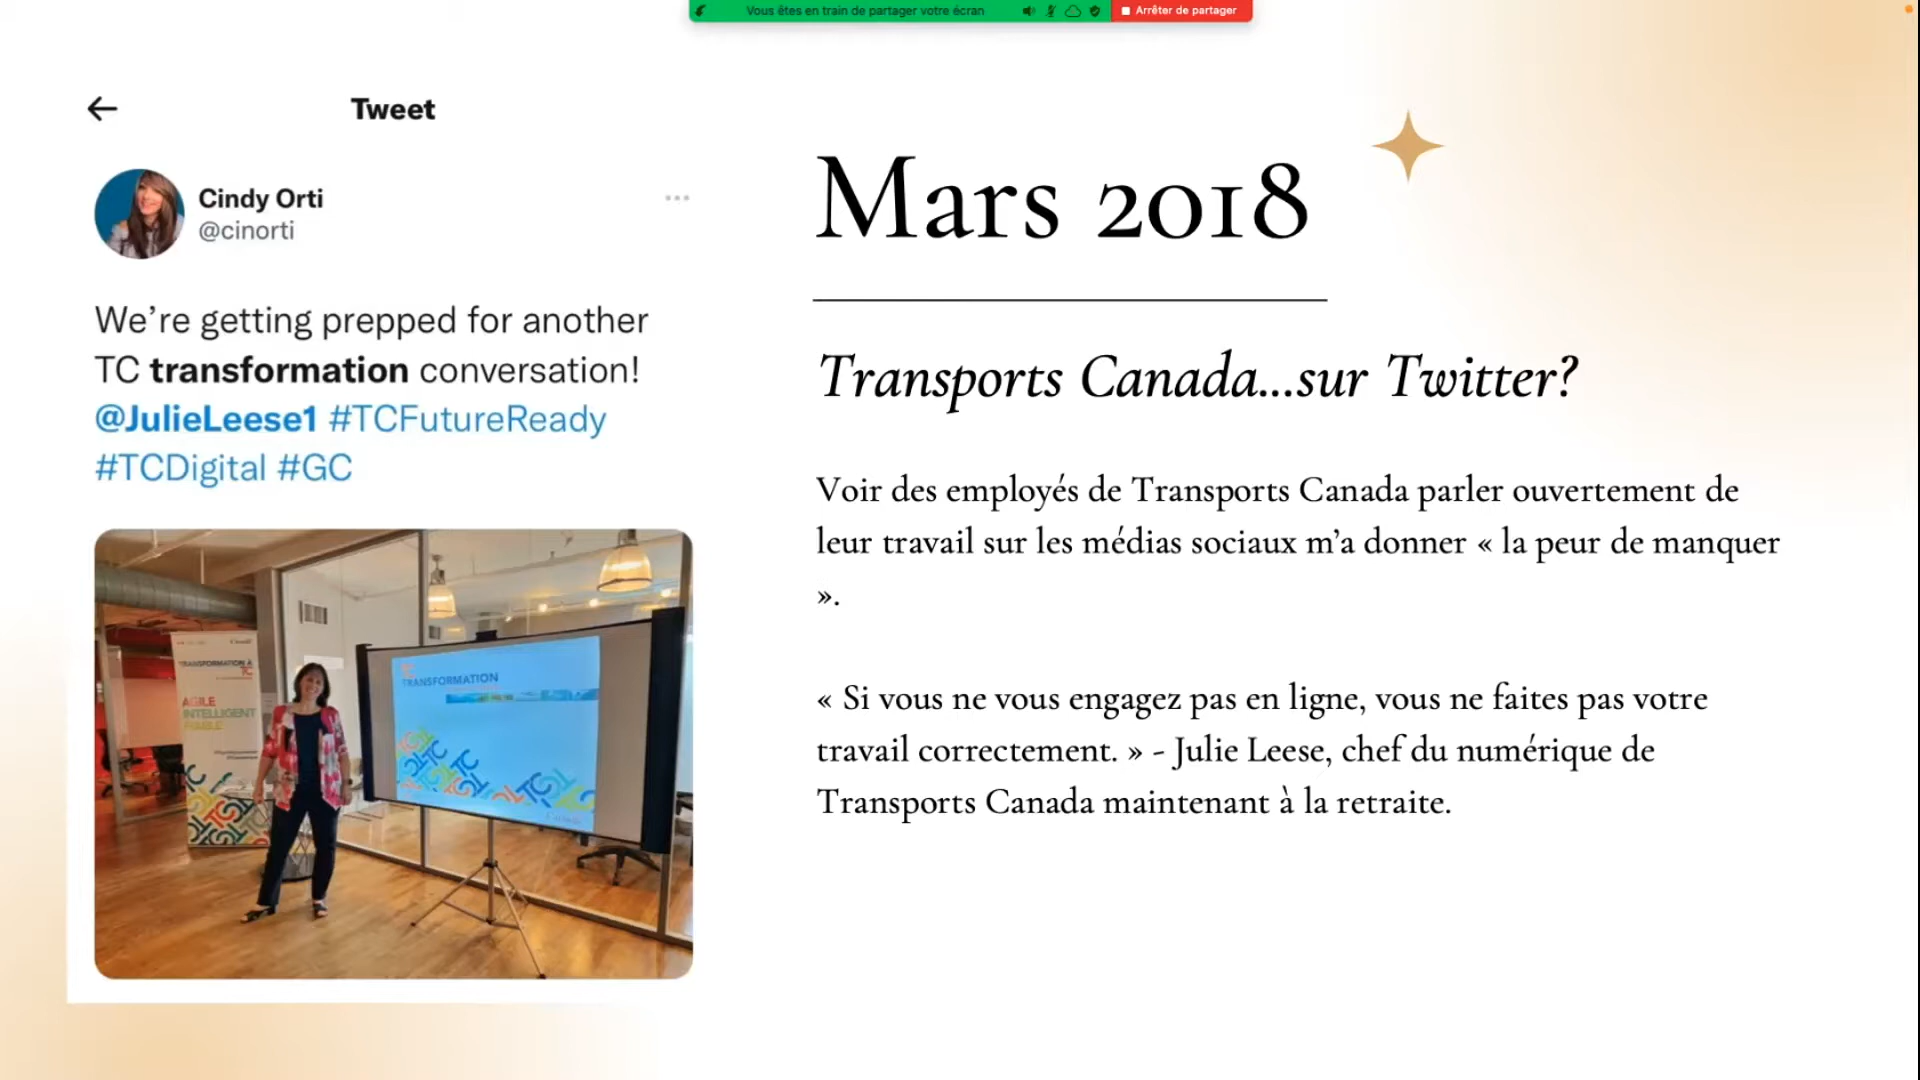 Vous êtes en train de partager votre écran
Arrêter de partager
Tweet
Cindy Orti
@cinorti
We’re getting prepped for another
TC transformation conversation!
@JulieLeese1 #TCFutureReady
#TCDigital #GC
TRANSFORMATION À
TC
AGILE
INTELLIGENT
TRANSFORMATION
Mars 2018
Transports Canada...sur Twitter?
Voir des employés de Transports Canada parler ouvertement de
leur travail sur les médias sociaux m’a donner « la peur de manquer
».
« Si vous ne vous engagez pas en ligne, vous ne faites pas votre
travail correctement. » - Julie Leese, chef du numérique de
Transports Canada maintenant à la retraite.